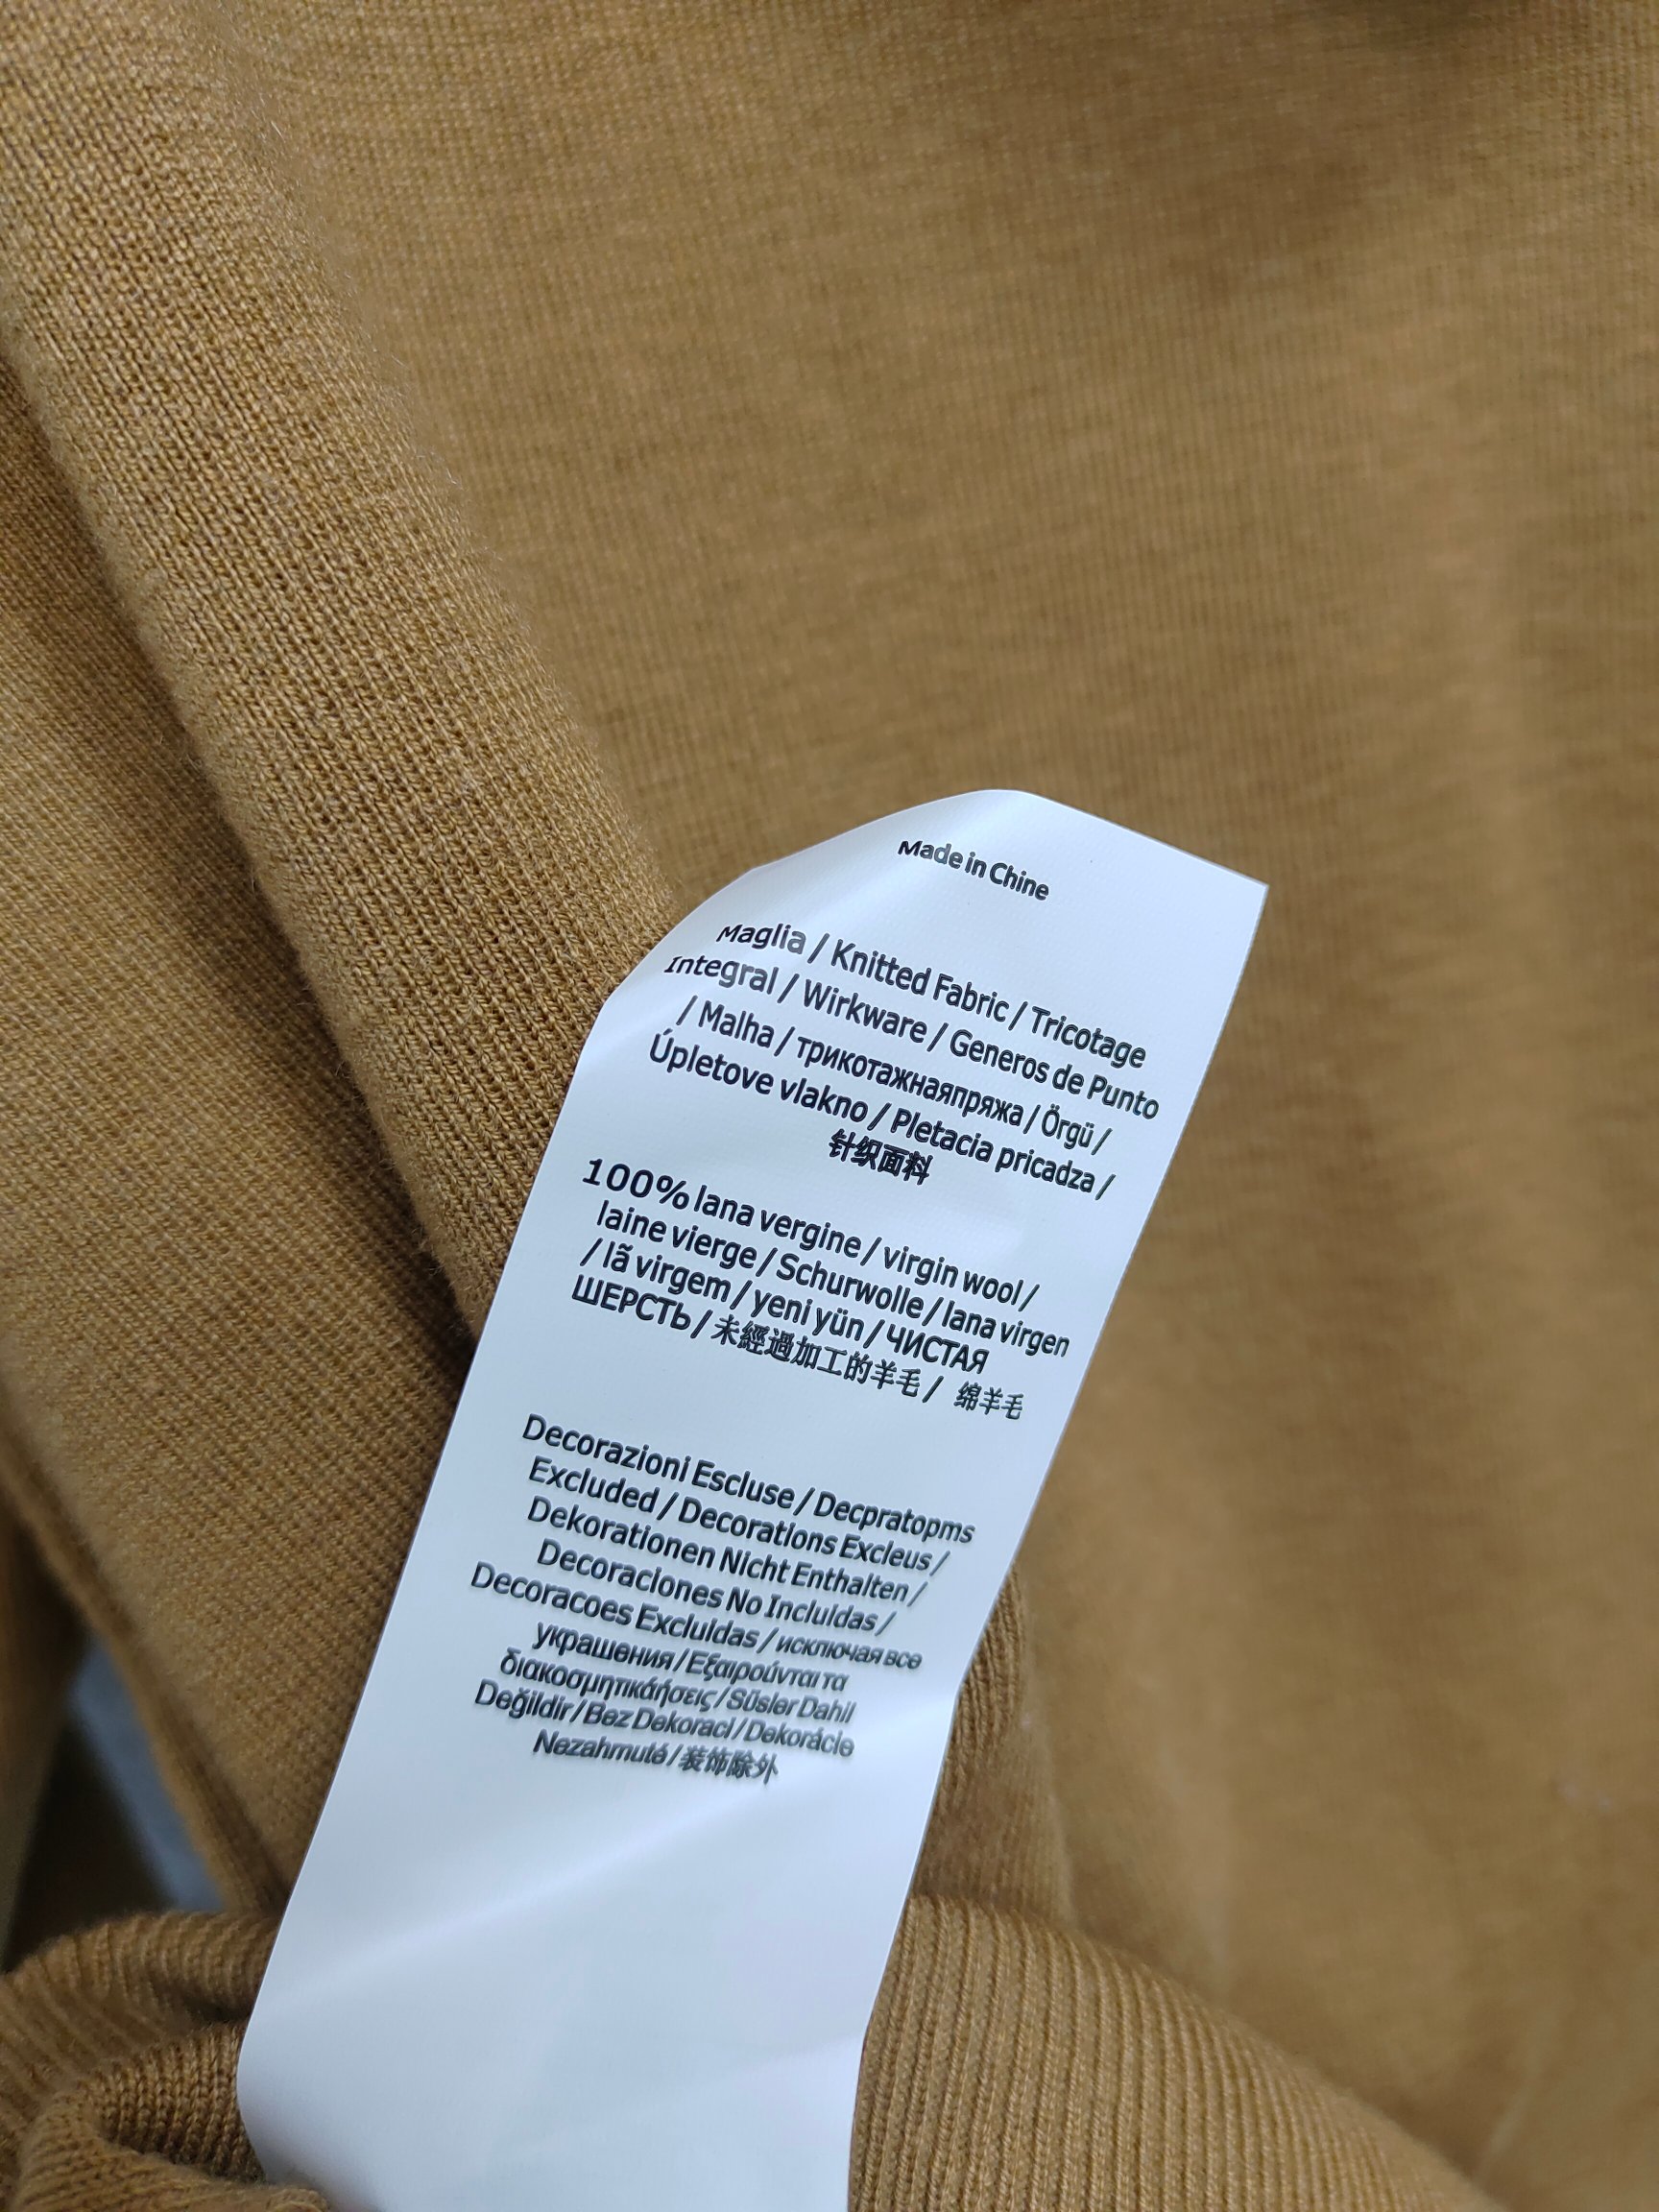 Made in Chine
Maglia / Knitted Fabric / Tricotage
Integral / Wirkware / Generos de Punto
/ Malha / трикотажнаяпряжа / Örgü /
Úpletove vlakno / Pletacia pricadza /
针织面料
100% lana vergine / virgin wool /
laine vierge / Schurwolle / lana virgen
/ lã virgem / yeni yün / ЧИСТАЯ
ШЕРСТЬ / 未經過加工的羊毛 / 绵羊毛
Decorazioni Escluse / Decpratopms
Excluded / Decorations Excleus /
Dekorationen Nicht Enthalten /
Decoraciones No Incluidas /
Decoracoes Excluidas / исключая все
украшения / Εξαιρούνται τα
διακοσμητικάήσεις / Süsler Dahil
Değildir / Bez Dekoraci / Dekorácie
Nezahrnuté / 装饰除外